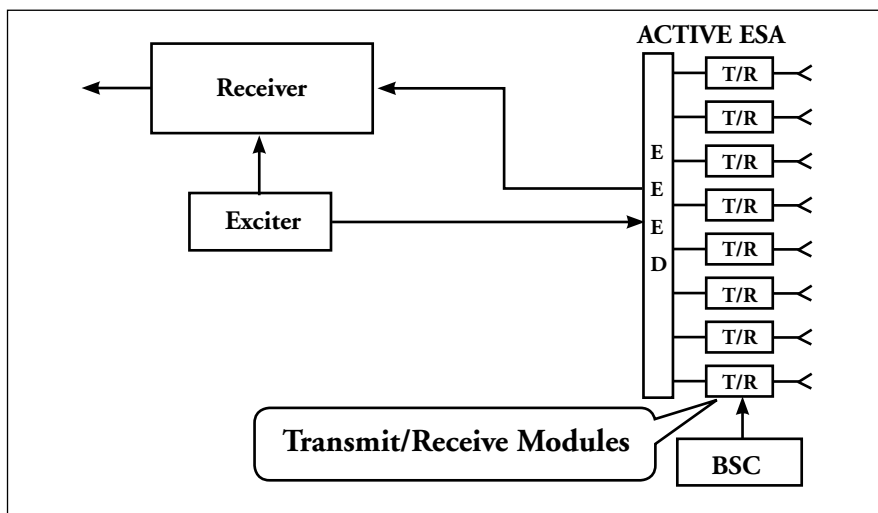 ACTIVE ESA
Receiver
Exciter
E
E
E
D
T/R
T/R
T/R
T/R
T/R
T/R
T/R
T/R
Transmit/Receive Modules
BSC